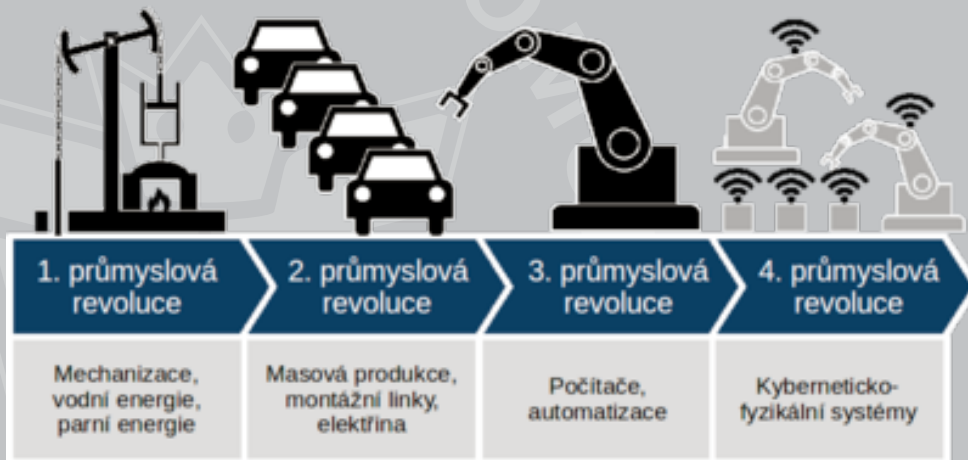 1. průmyslová
revoluce
2. průmyslová
revoluce
3. průmyslová
revoluce
4. průmyslová
revoluce
Mechanizace,
vodní energie,
parní energie
Masová produkce,
montážní linky,
elektřina
Počítače,
automatizace
Kyberneticko-
fyzikální systémy